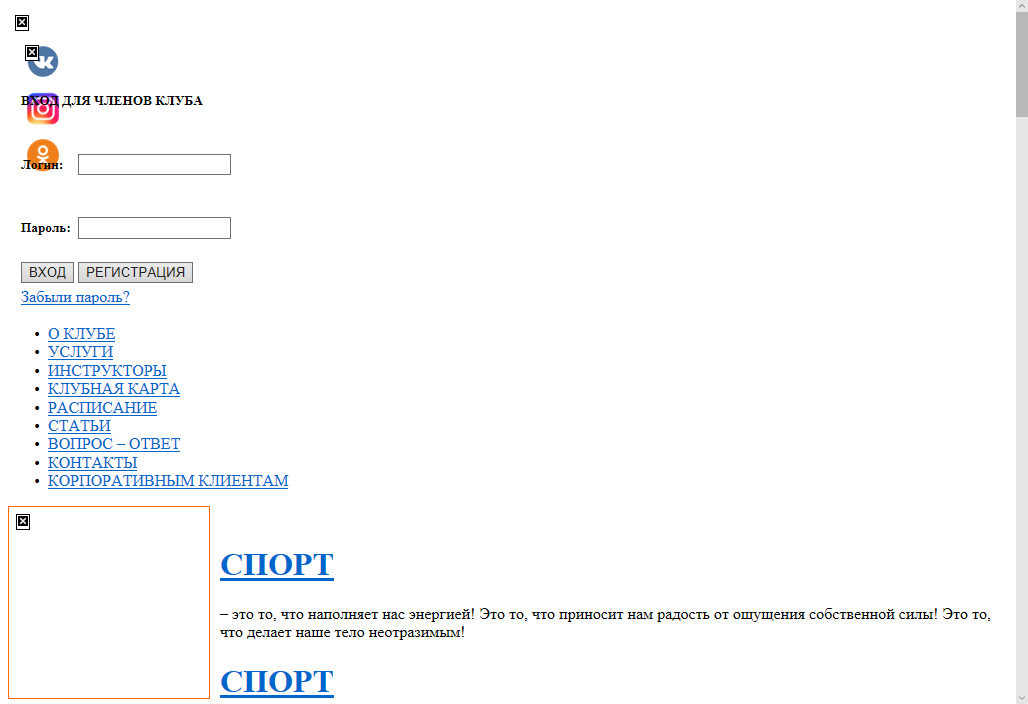 ВХОД ДЛЯ ЧЛЕНОВ КЛУБА
Логин:
Пароль:
ВХОД РЕГИСТРАЦИЯ
Забыли пароль?
• О КЛУБЕ
• УСЛУГИ
• ИНСТРУКТОРЫ
• КЛУБНАЯ КАРТА
• РАСПИСАНИЕ
• СТАТЬИ
• ВОПРОС – ОТВЕТ
• КОНТАКТЫ
• КОРПОРАТИВНЫМ КЛИЕНТАМ
СПОРТ
– это то, что наполняет нас энергией! Это то, что приносит нам радость от ощущения собственной силы! Это то,
что делает наше тело неотразимым!
СПОРТ